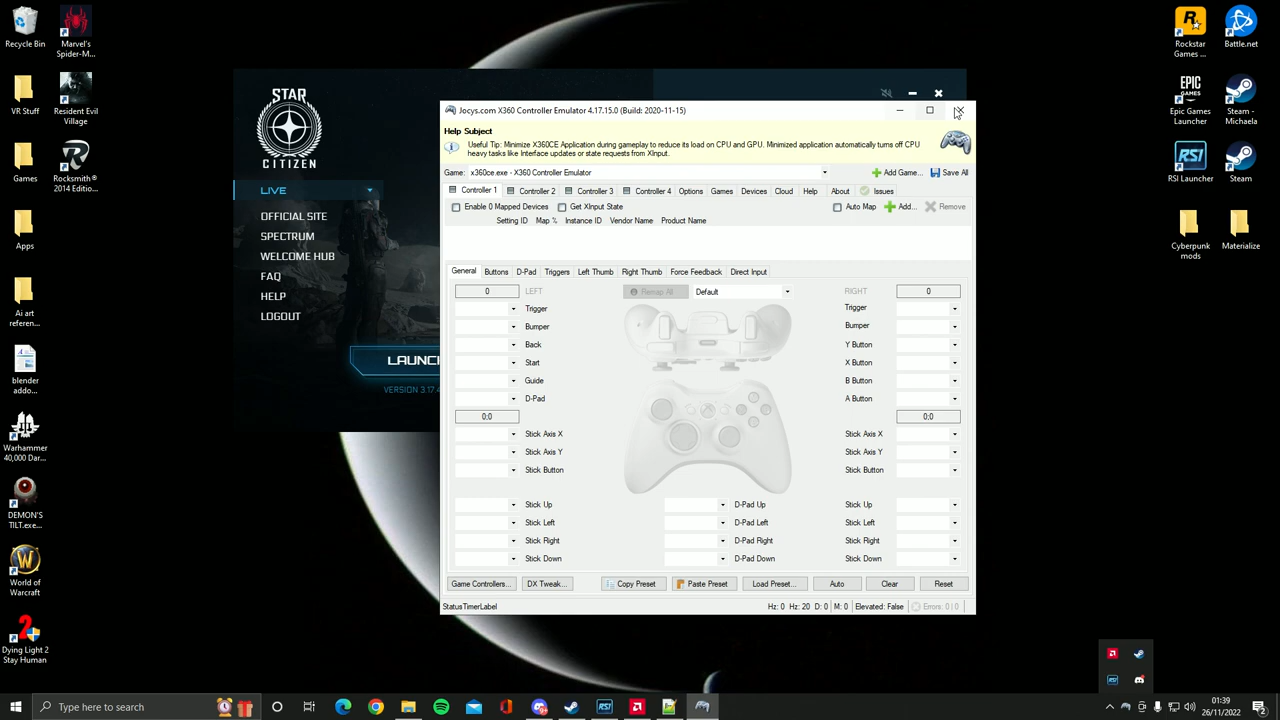 Recycle Bin
Marvel's
Spider-M...
VR Stuff
Resident Evil
Village
Games
Rocksmith®
2014 Editio...
Apps
Ai art
referen...
blender
addo...
Warhammer
40,000 Dar...
DEMON'S
TILT.exe...
World of
Warcraft
Dying Light 2
Stay Human
Rockstar
Games ...
Battle.net
EPIC
GAMES
Epic Games
Launcher
Steam -
Michaela
RSI
RSI Launcher
Steam
Cyberpunk
mods
Materialize
STAR
CITIZEN
LIVE
OFFICIAL SITE
SPECTRUM
WELCOME HUB
FAQ
HELP
LOGOUT
LAUNC
VERSION 3.17.4
Jocys.com X360 Controller Emulator 4.17.15.0 (Build: 2020-11-15)
Help Subject
Useful Tip: Minimize X360CE Application during gameplay to reduce its load on CPU and GPU. Minimized application automatically turns off CPU
heavy tasks like Interface updates or state requests from XInput.
Game: x360ce.exe - X360 Controller Emulator Add Game... Save All
Controller 1 Controller 2 Controller 3 Controller 4 Options Games Devices Cloud Help About Issues
Enable 0 Mapped Devices Get XInput State Auto Map Add... Remove
Setting ID Map % Instance ID Vendor Name Product Name
General Buttons D-Pad Triggers Left Thumb Right Thumb Force Feedback Direct Input
0 LEFT Remap All Default RIGHT 0
Trigger Trigger
Bumper Bumper
Back Y Button
Start X Button
Guide B Button
D-Pad A Button
0;0 0;0
Stick Axis X Stick Axis X
Stick Axis Y Stick Axis Y
Stick Button Stick Button
Stick Up D-Pad Up Stick Up
Stick Left D-Pad Left Stick Left
Stick Right D-Pad Right Stick Right
Stick Down D-Pad Down Stick Down
Game Controllers... DX Tweak... Copy Preset Paste Preset Load Preset... Auto Clear Reset
StatusTimerLabel Hz: 0 Hz: 20 D: 0 M: 0 Elevated: False Errors: 0 | 0
RSI
Type here to search
RSI
01:39
26/11/2022